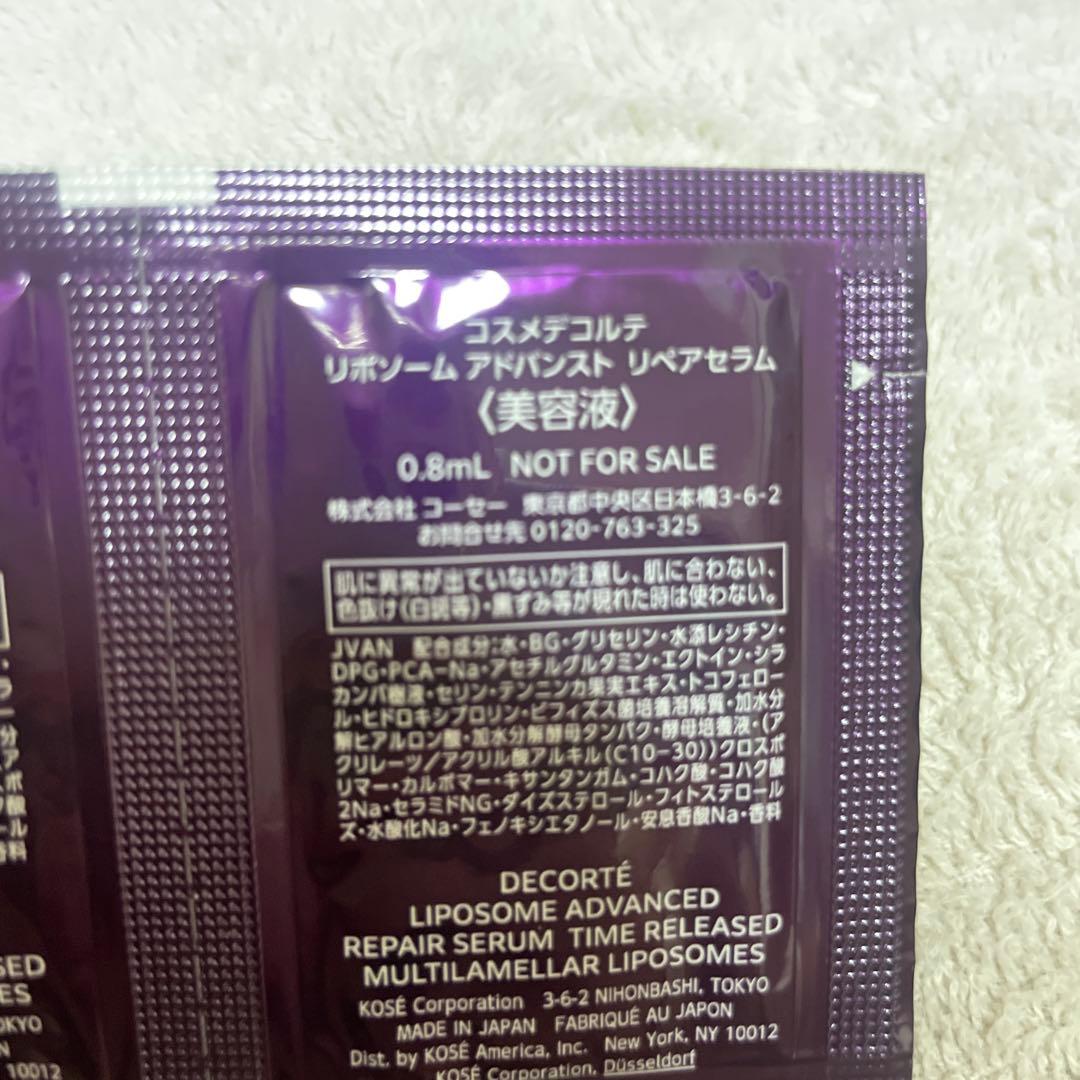 コスメデコルテ
リポソーム アドバンスト リペアセラム
〈美容液〉
0.8mL NOT FOR SALE
株式会社 コーセー 東京都中央区日本橋3-6-2
お問合せ先 0120-763-325
肌に異常が出ていないか注意し、肌に合わない、
色抜け(白斑等)・黒ずみ等が現れた時は使わない。
JVAN 配合成分:水・BG・グリセリン・水添レシチン・
DPG・PCA-Na・アセチルグルタミン・エクトイン・シラ
カンバ樹液・セリン・テンニンカ果実エキス・トコフェロー
ル・ヒドロキシプロリン・ビフィズス菌培養溶解質・加水分
解ヒアルロン酸・加水分解酵母タンパク・酵母培養液・(ア
クリレーツ/アクリル酸アルキル(C10-30))クロスポ
リマー・カルボマー・キサンタンガム・コハク酸・コハク酸
2Na・セラミドNG・ダイズステロール・フィトステロール
ズ・水酸化Na・フェノキシエタノール・安息香酸Na・香料
DECORTÉ
LIPOSOME ADVANCED
REPAIR SERUM TIME RELEASED
MULTILAMELLAR LIPOSOMES
KOSÉ Corporation 3-6-2 NIHONBASHI, TOKYO
MADE IN JAPAN FABRIQUÉ AU JAPON
Dist. by KOSÉ America, Inc. New York, NY 10012
KOSÉ Corporation, Düsseldorf
SED
ES
OKYO
N
10012